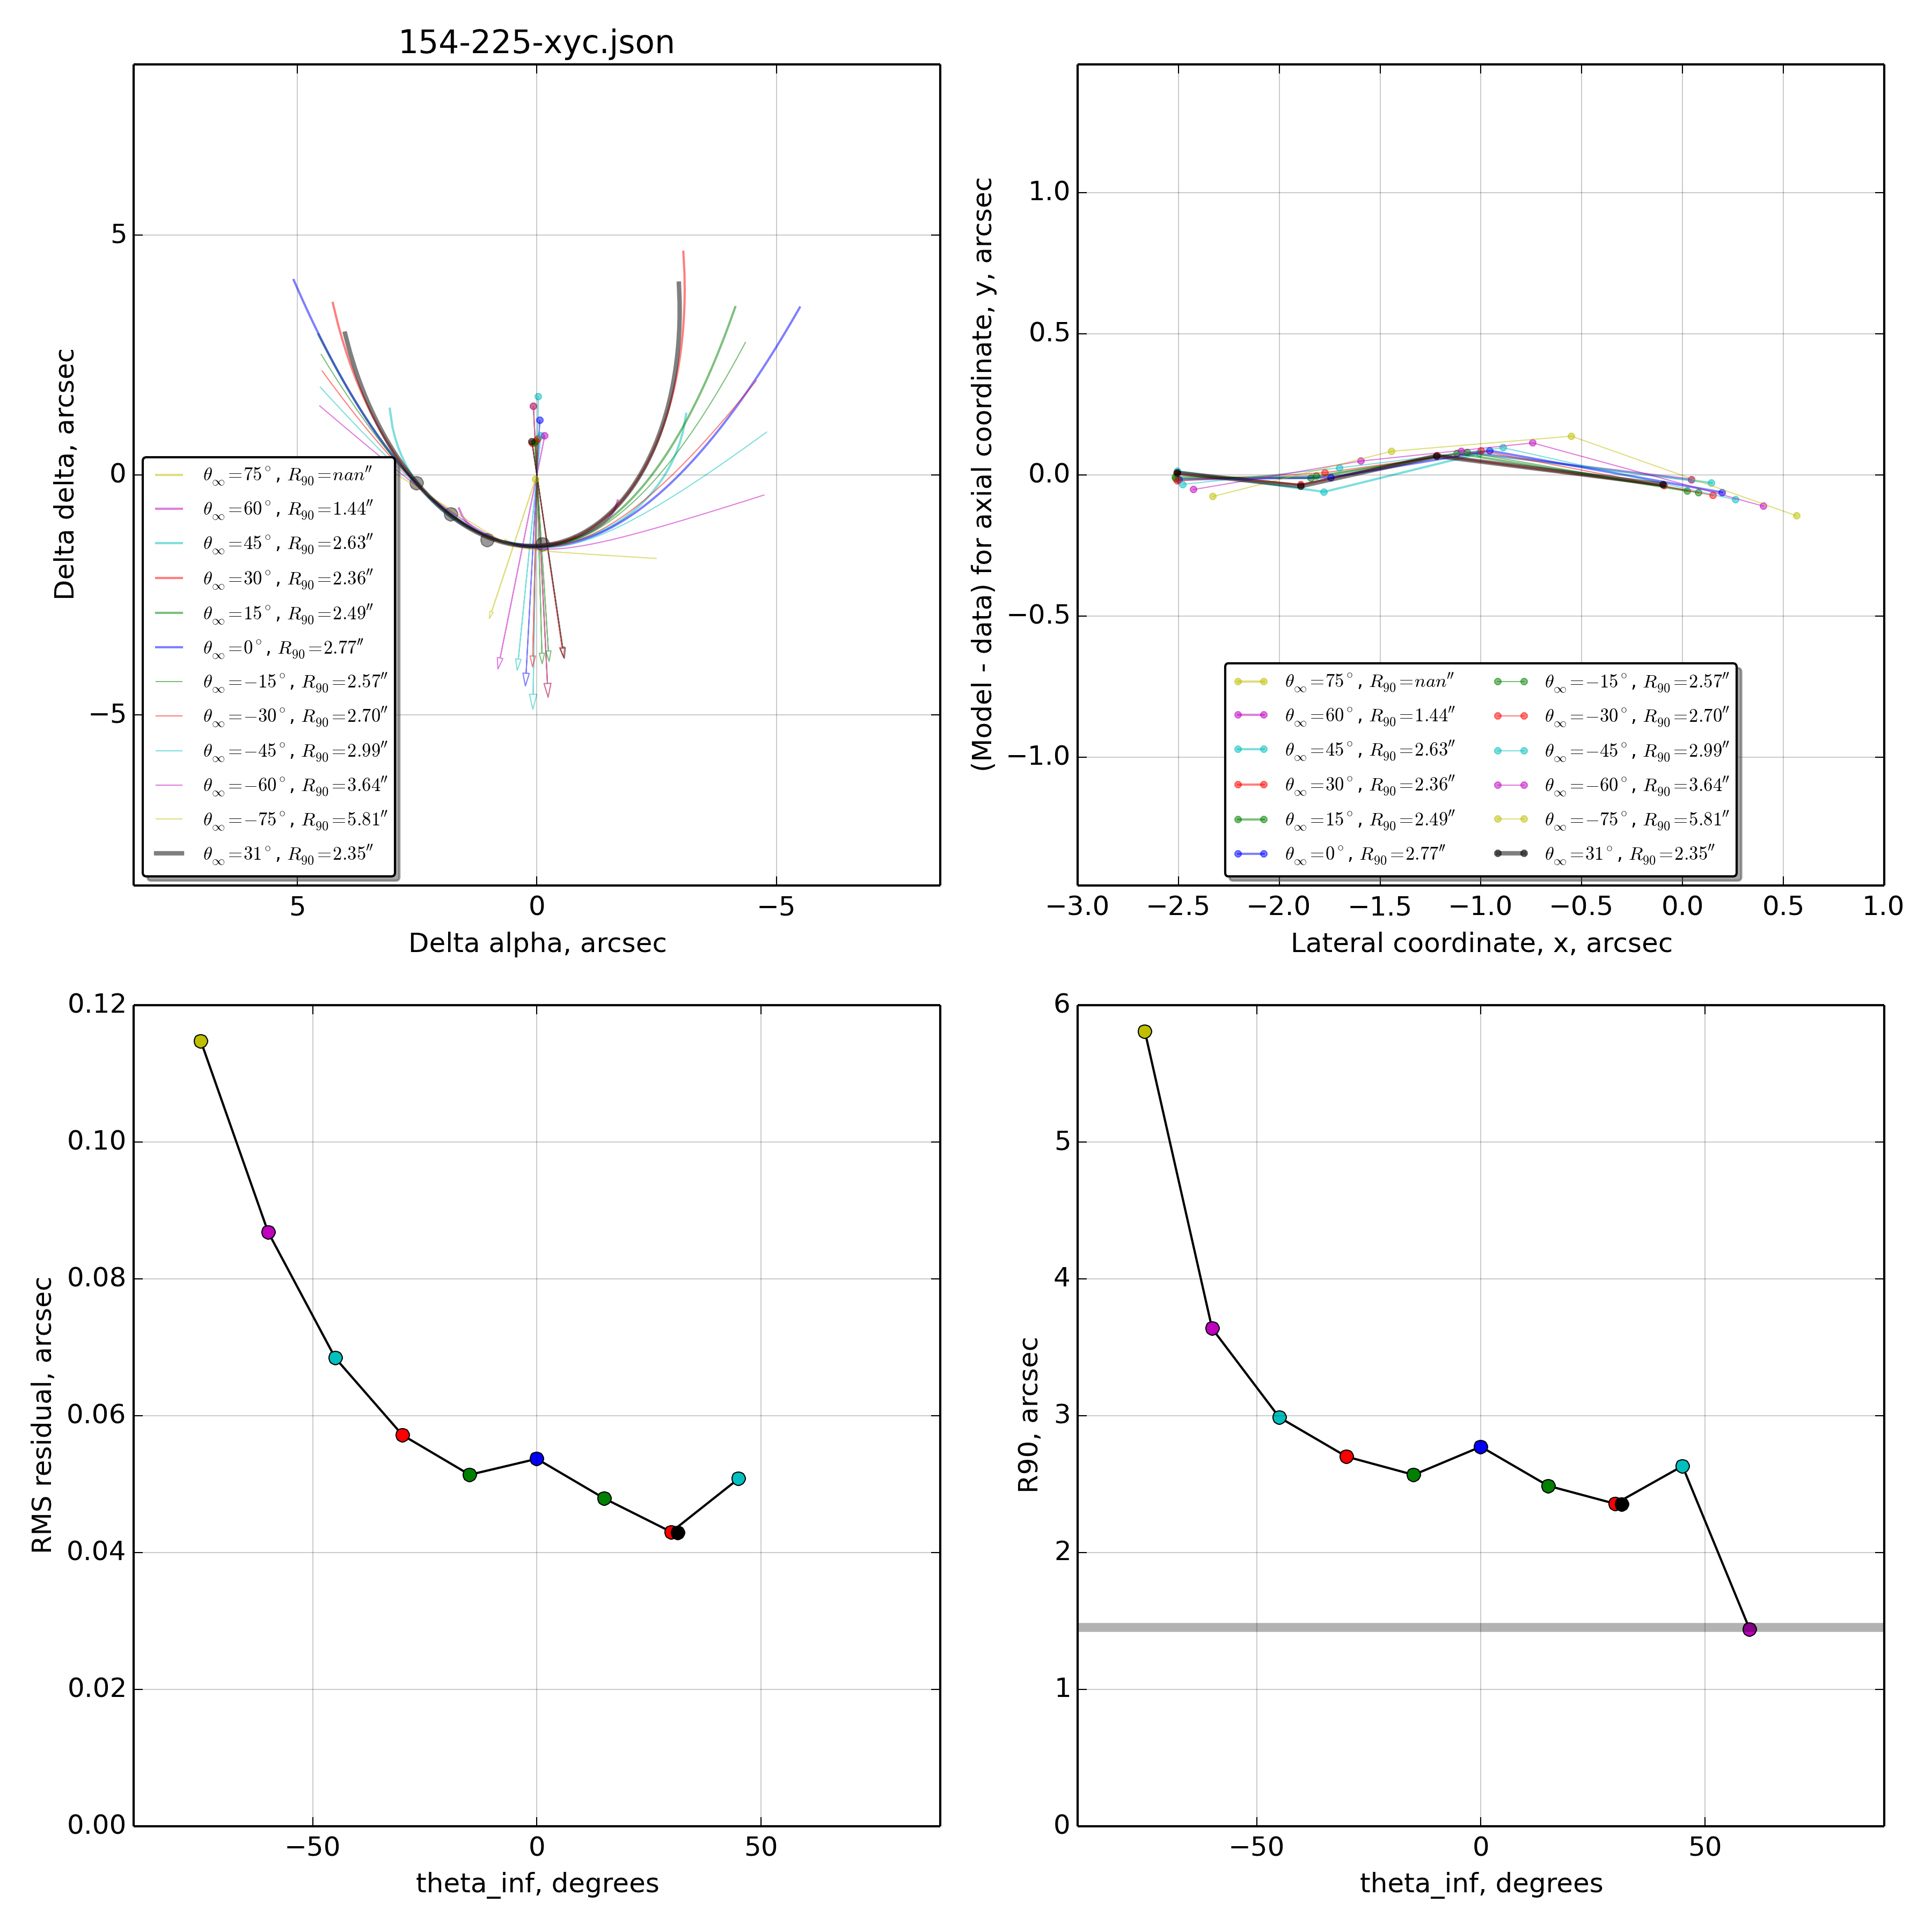 154-225-xyc.json
Delta delta, arcsec
5
0
−5
θ∞=75°, R90=nan″
θ∞=60°, R90=1.44″
θ∞=45°, R90=2.63″
θ∞=30°, R90=2.36″
θ∞=15°, R90=2.49″
θ∞=0°, R90=2.77″
θ∞=−15°, R90=2.57″
θ∞=−30°, R90=2.70″
θ∞=−45°, R90=2.99″
θ∞=−60°, R90=3.64″
θ∞=−75°, R90=5.81″
θ∞=31°, R90=2.35″
5 0 −5
Delta alpha, arcsec
(Model - data) for axial coordinate, y, arcsec
1.0
0.5
0.0
−0.5
−1.0
θ∞=75°, R90=nan″
θ∞=60°, R90=1.44″
θ∞=45°, R90=2.63″
θ∞=30°, R90=2.36″
θ∞=15°, R90=2.49″
θ∞=0°, R90=2.77″
θ∞=−15°, R90=2.57″
θ∞=−30°, R90=2.70″
θ∞=−45°, R90=2.99″
θ∞=−60°, R90=3.64″
θ∞=−75°, R90=5.81″
θ∞=31°, R90=2.35″
−3.0 −2.5 −2.0 −1.5 −1.0 −0.5 0.0 0.5 1.0
Lateral coordinate, x, arcsec
RMS residual, arcsec
0.12
0.10
0.08
0.06
0.04
0.02
0.00
−50 0 50
theta_inf, degrees
R90, arcsec
6
5
4
3
2
1
0
−50 0 50
theta_inf, degrees